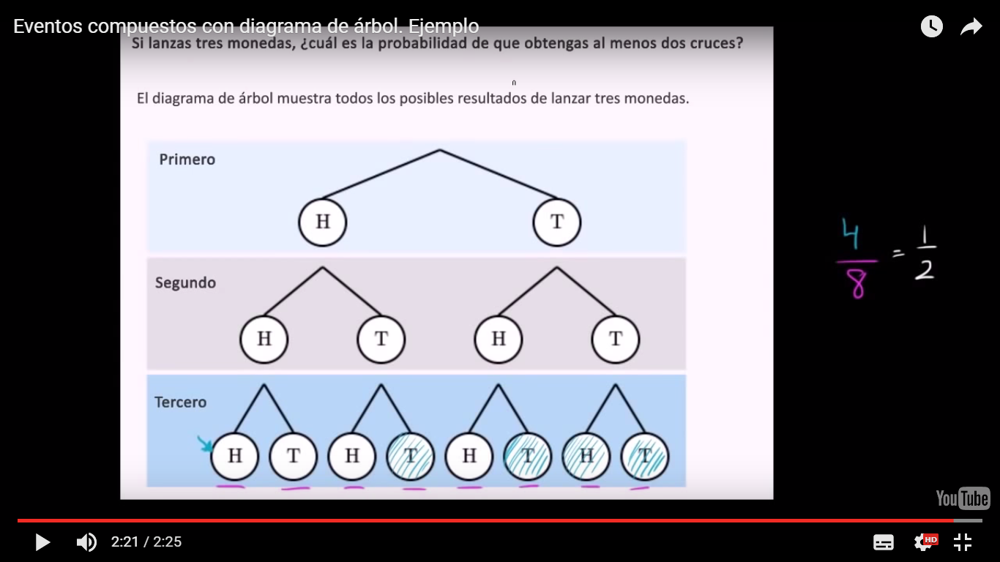 Eventos compuestos con diagrama de árbol. Ejemplo
Si lanzas tres monedas, ¿cuál es la probabilidad de que obtengas al menos dos cruces?
El diagrama de árbol muestra todos los posibles resultados de lanzar tres monedas.
Primero
H T
4/8 = 1/2
Segundo
H T H T
Tercero
H T H T H T H T
YouTube
2:21 / 2:25
HD